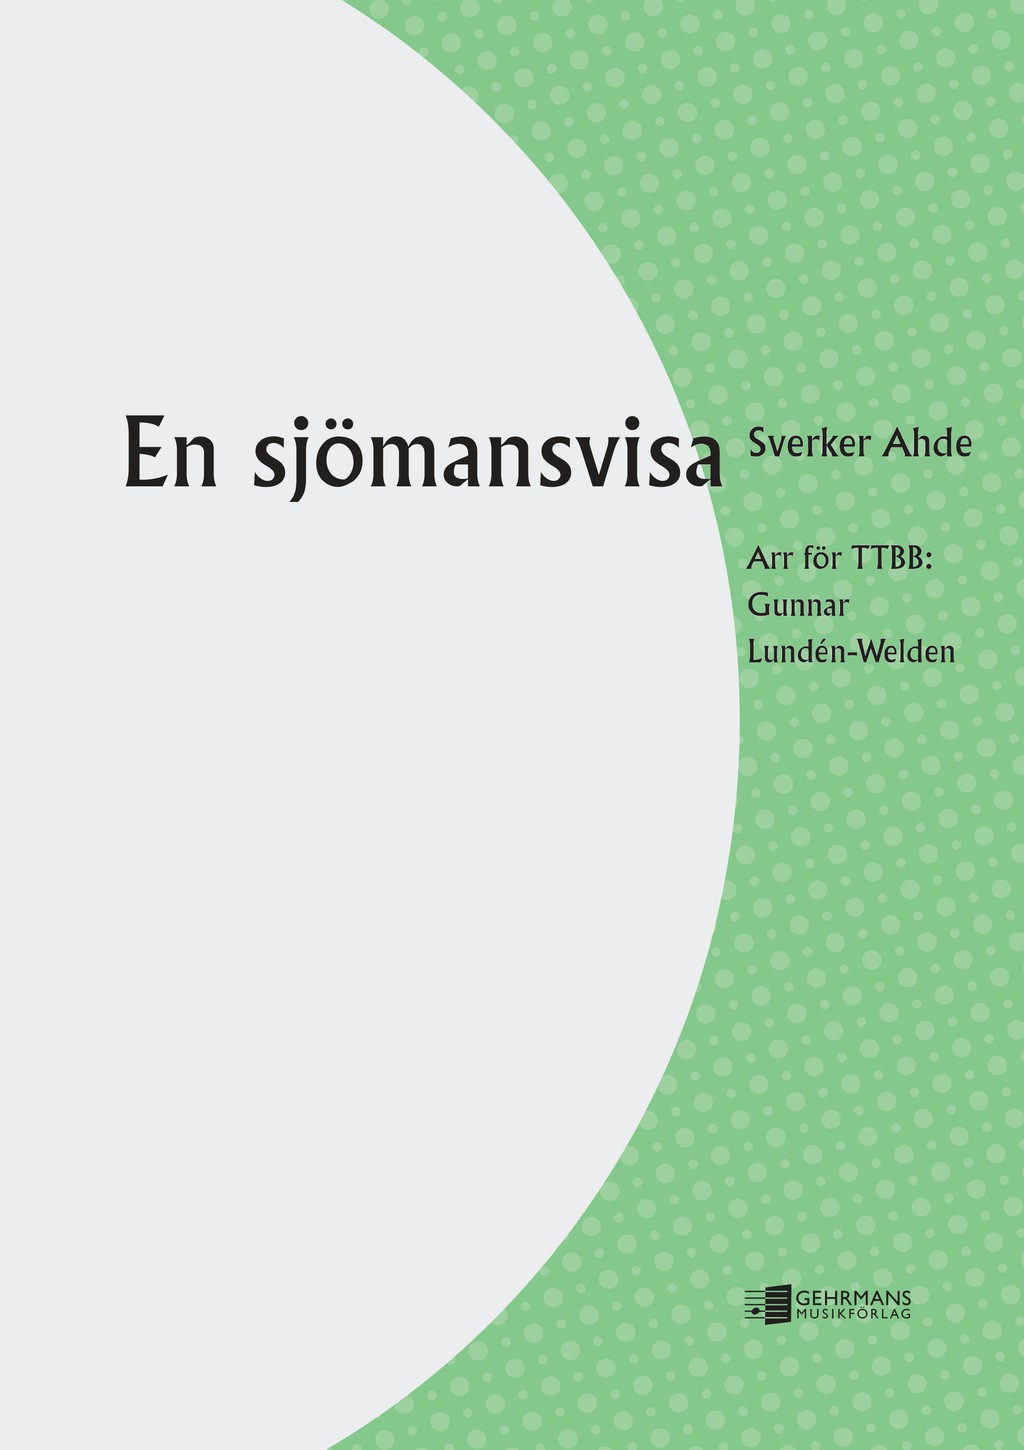 En sjömansvisa
Sverker Ahde
Arr för TTBB:
Gunnar
Lundén-Welden
GEHRMANS
MUSIKFÖRLAG